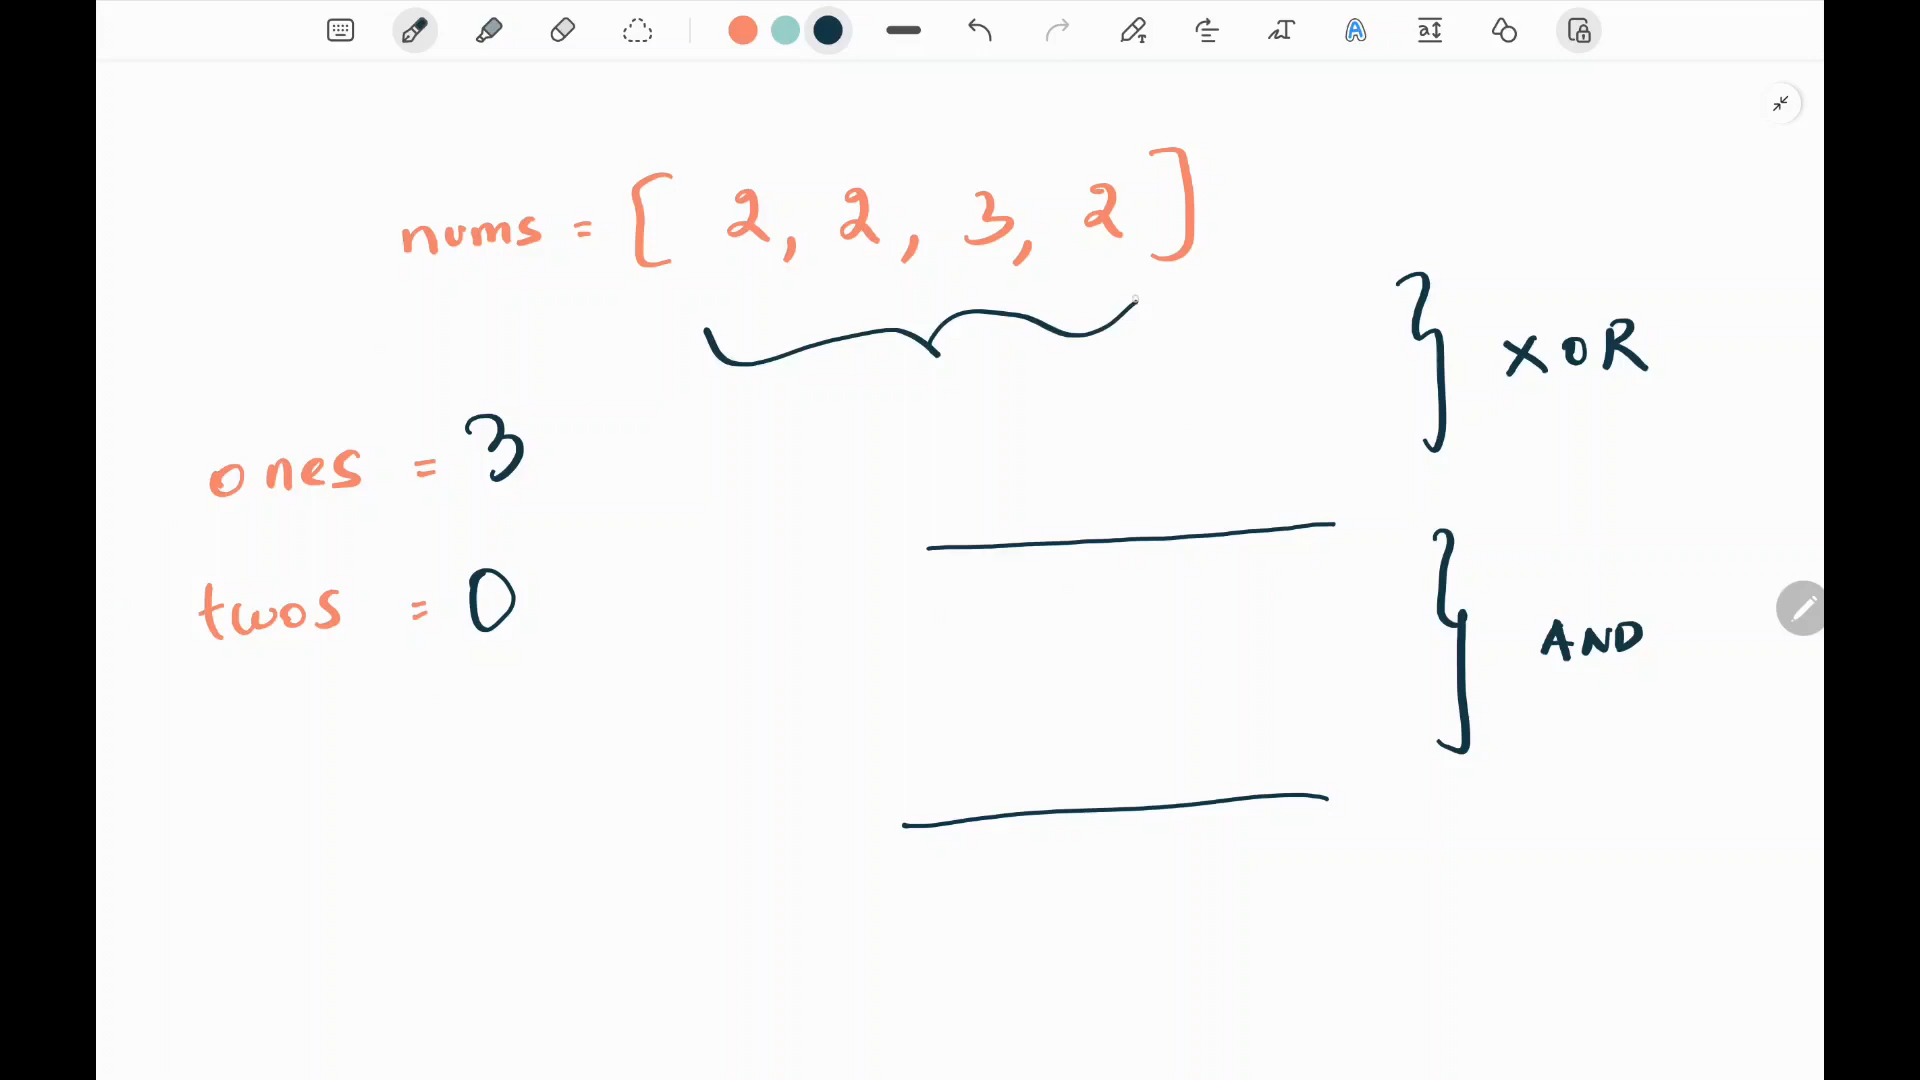 nums = [ 2, 2, 3, 2 ]
XOR
ones = 3
twos = 0
AND